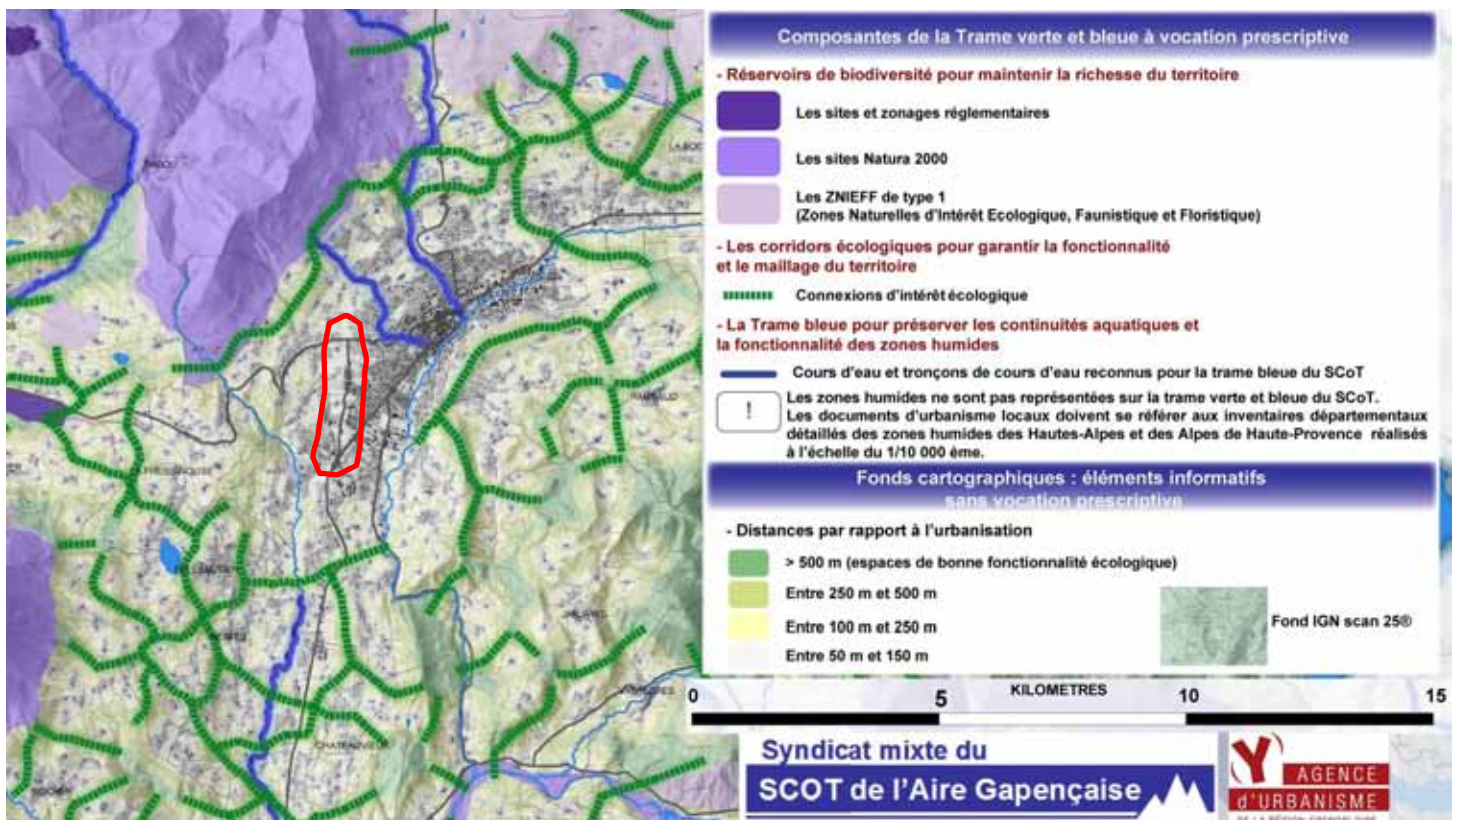 Composantes de la Trame verte et bleue à vocation prescriptive
- Réservoirs de biodiversité pour maintenir la richesse du territoire
Les sites et zonages réglementaires
Les sites Natura 2000
Les ZNIEFF de type 1
(Zones Naturelles d'Intérêt Ecologique, Faunistique et Floristique)
- Les corridors écologiques pour garantir la fonctionnalité
et le maillage du territoire
Connexions d'intérêt écologique
- La Trame bleue pour préserver les continuités aquatiques et
la fonctionnalité des zones humides
Cours d'eau et tronçons de cours d'eau reconnus pour la trame bleue du SCoT
!
Les zones humides ne sont pas représentées sur la trame verte et bleue du SCoT.
Les documents d'urbanisme locaux doivent se référer aux inventaires départementaux
détaillés des zones humides des Hautes-Alpes et des Alpes de Haute-Provence réalisés
à l'échelle du 1/10 000 ème.
Fonds cartographiques : éléments informatifs
sans vocation prescriptive
- Distances par rapport à l'urbanisation
> 500 m (espaces de bonne fonctionnalité écologique)
Entre 250 m et 500 m
Entre 100 m et 250 m
Entre 50 m et 150 m
Fond IGN scan 25®
0 5 KILOMETRES 10 15
Syndicat mixte du
SCOT de l'Aire Gapençaise
AGENCE
d'URBANISME